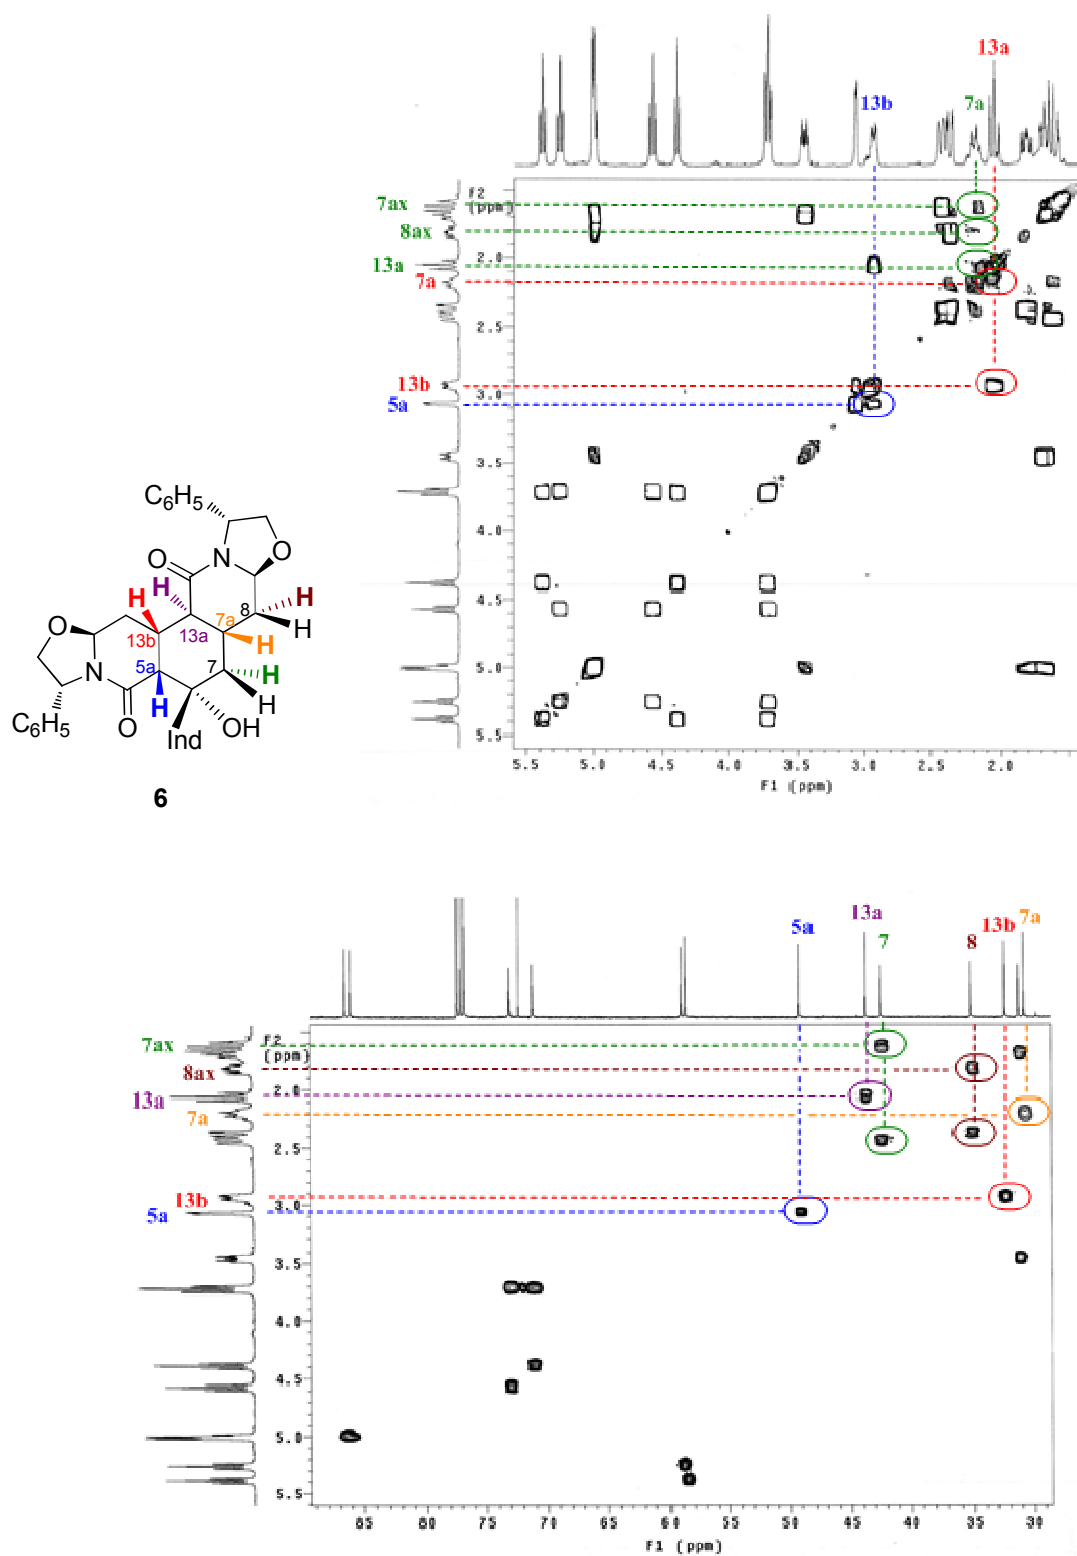 13a
13b
7a
F2
(ppm)
7ax
8ax
2.0
13a
7a
2.5
13b
3.0
5a
3.5
4.0
4.5
5.0
5.5
5.5 5.0 4.5 4.0 3.5 3.0 2.5 2.0
F1 (ppm)
C6H5
N
O
O
H
H
8
H
H
O
7a
13b
13a
H
5a
7
H
N
H
H
O
OH
C6H5
Ind
6
13a
7a
5a
7
8
13b
7ax
F2
(ppm)
8ax
2.0
13a
7a
2.5
13b
3.0
5a
3.5
4.0
4.5
5.0
5.5
85 80 75 70 65 60 55 50 45 40 35 30
F1 (ppm)